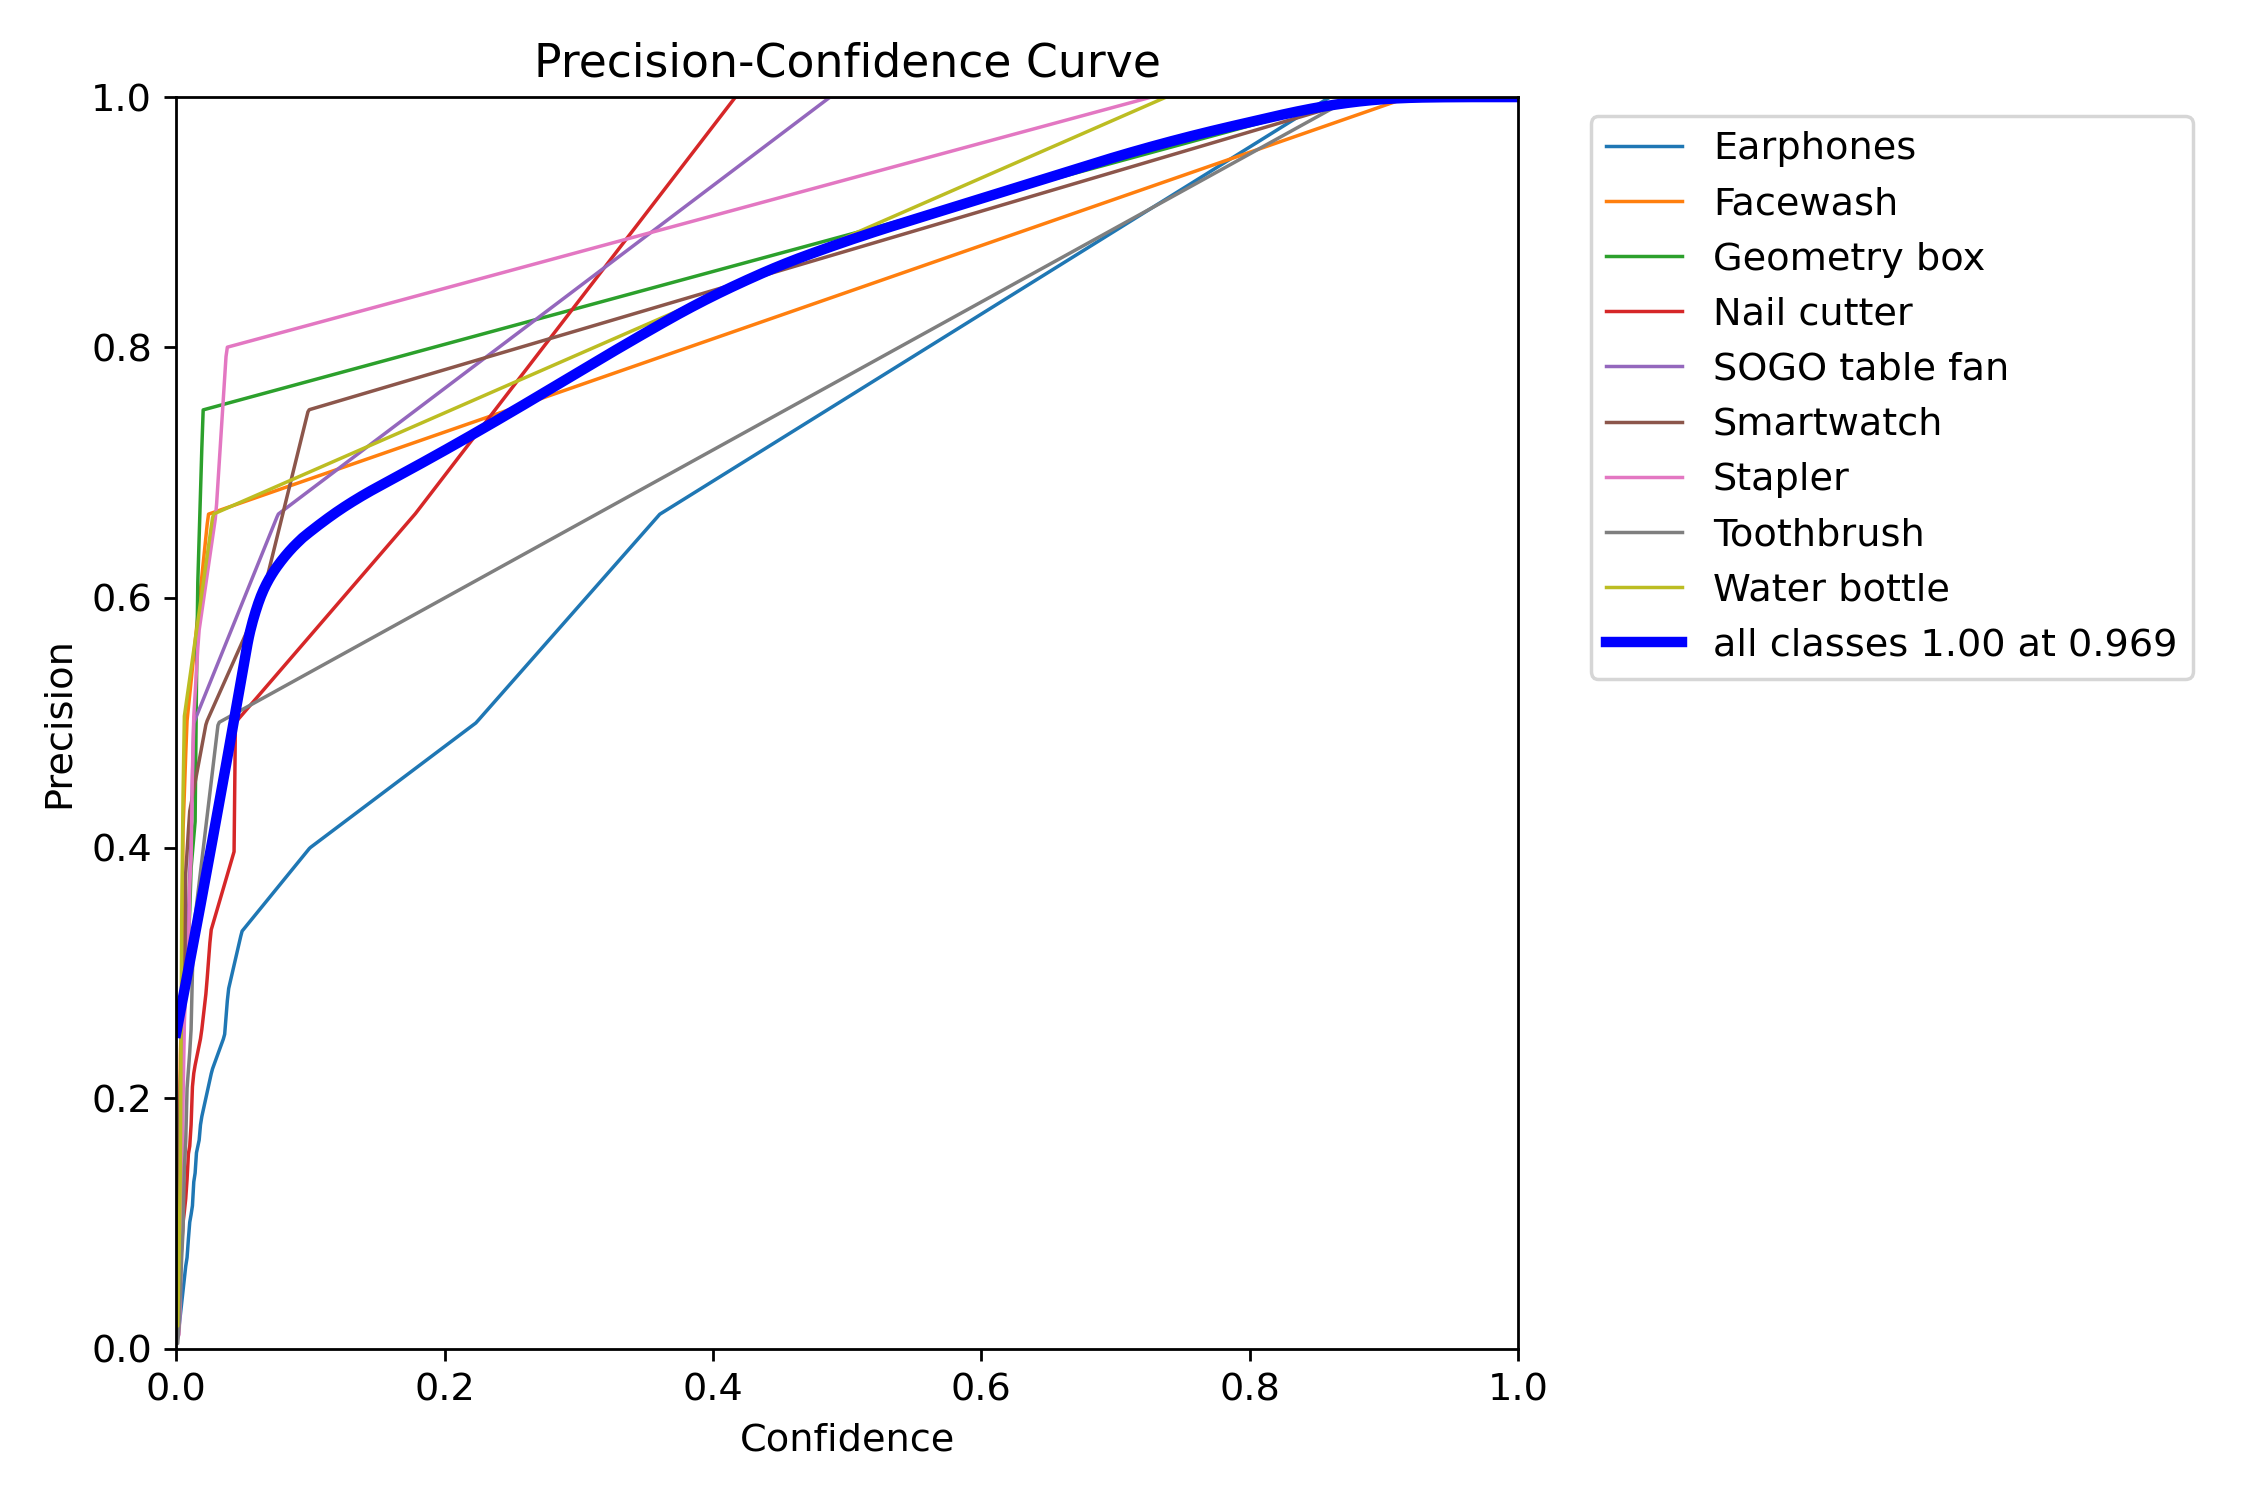 Precision-Confidence Curve
1.0
0.8
0.6
0.4
0.2
0.0
Precision
0.0 0.2 0.4 0.6 0.8 1.0
Confidence
Earphones
Facewash
Geometry box
Nail cutter
SOGO table fan
Smartwatch
Stapler
Toothbrush
Water bottle
all classes 1.00 at 0.969